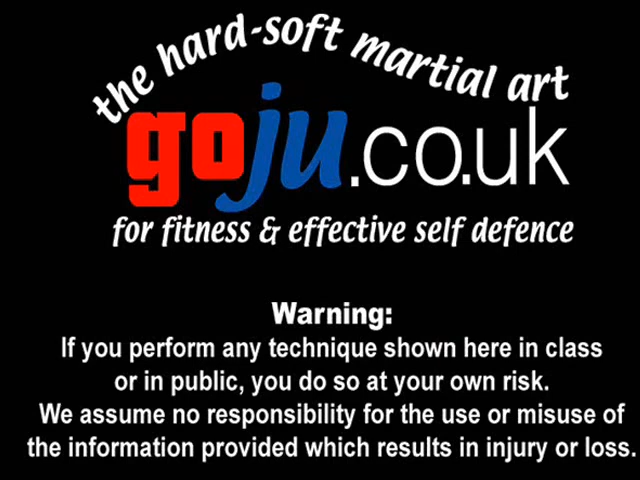 the hard-soft martial art
goju.co.uk
for fitness & effective self defence
Warning:
If you perform any technique shown here in class
or in public, you do so at your own risk.
We assume no responsibility for the use or misuse of
the information provided which results in injury or loss.